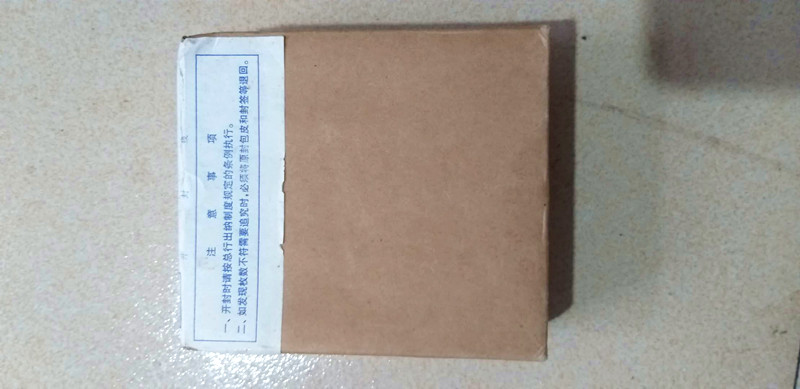 注意事项
一、开封时请按总行出纳制度规定的条例执行。
二、如发现枚数不符需要追究时,必须将原封包皮和封签等退回。